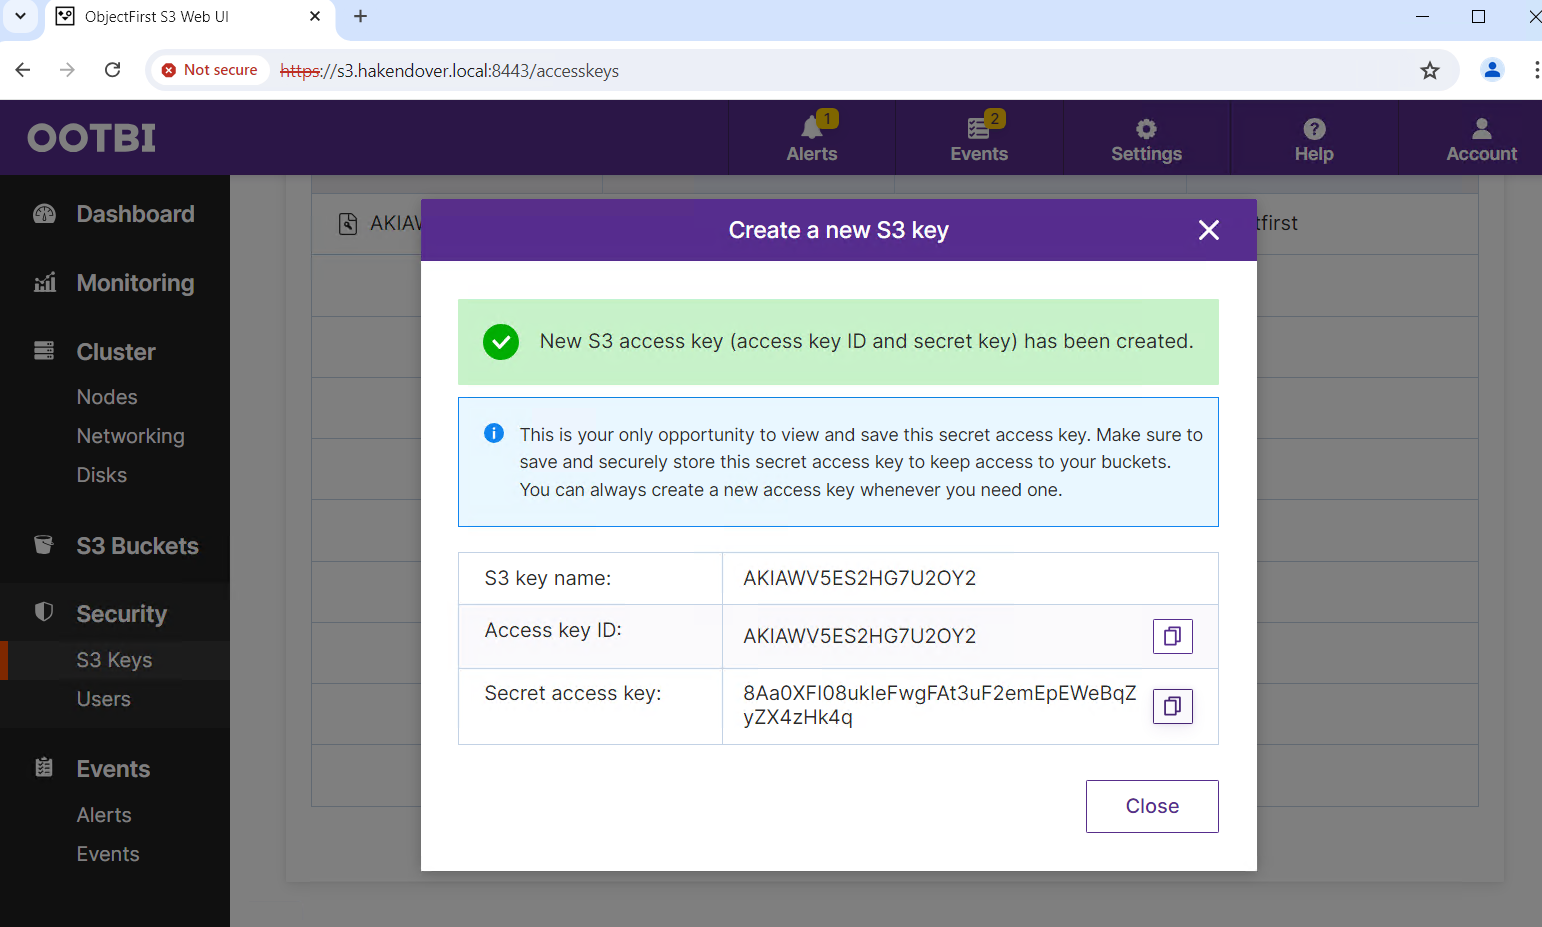 ObjectFirst S3 Web UI
Not secure https://s3.hakendover.local:8443/accesskeys
OOTBI
1
Alerts
2
Events
Settings
Help
Account
Dashboard
Monitoring
Cluster
Nodes
Networking
Disks
S3 Buckets
Security
S3 Keys
Users
Events
Alerts
Events
Create a new S3 key
New S3 access key (access key ID and secret key) has been created.
This is your only opportunity to view and save this secret access key. Make sure to
save and securely store this secret access key to keep access to your buckets.
You can always create a new access key whenever you need one.
S3 key name: AKIAWV5ES2HG7U2OY2
Access key ID: AKIAWV5ES2HG7U2OY2
Secret access key: 8Aa0XFI08ukIeFwgFAt3uF2emEpEWeBqZ
yZX4zHk4q
Close